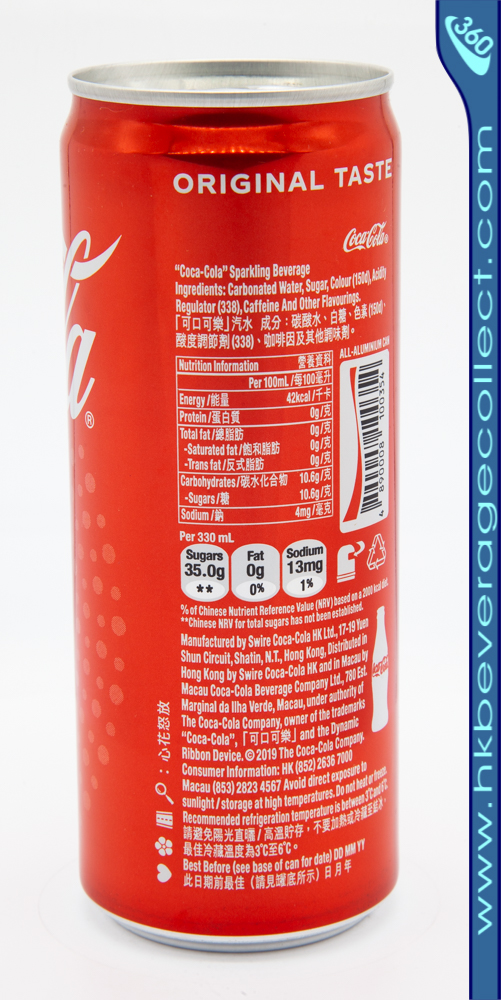 360
www.hkbeveragecollect.com
ORIGINAL TASTE
Coca-Cola®
a®
"Coca-Cola" Sparkling Beverage
Ingredients: Carbonated Water, Sugar, Colour (150d), Acidity
Regulator (338), Caffeine And Other Flavourings.
「可口可樂」汽水 成分：碳酸水、白糖、色素 (150d)、
酸度調節劑 (338)、咖啡因及其他調味劑。
ALL-ALUMINIUM CAN
Nutrition Information 營養資料
Per 100mL /每100毫升
Energy /能量 42kcal /千卡
Protein /蛋白質 0g /克
Total fat /總脂肪 0g /克
-Saturated fat /飽和脂肪 0g /克
-Trans fat /反式脂肪 0g /克
Carbohydrates /碳水化合物 10.6g /克
-Sugars /糖 10.6g /克
Sodium /鈉 4mg /毫克
4 890008 100354
Per 330 mL
Sugars 35.0g **
Fat 0g 0%
Sodium 13mg 1%
% of Chinese Nutrient Reference Value (NRV) based on a 2000 kcal diet.
**Chinese NRV for total sugars has not been established.
Manufactured by Swire Coca-Cola HK Ltd., 17-19 Yuen
Shun Circuit, Shatin, N.T., Hong Kong, Distributed in
Hong Kong by Swire Coca-Cola HK and in Macau by
Macau Coca-Cola Beverage Company Ltd., 780 Est.
Marginal da Ilha Verde, Macau, under authority of
The Coca-Cola Company, owner of the trademarks
"Coca-Cola",「可口可樂」and the Dynamic
Ribbon Device. © 2019 The Coca-Cola Company.
Consumer Information: HK (852) 2636 7000
Macau (853) 2823 4567 Avoid direct exposure to
sunlight / storage at high temperatures. Do not heat or freeze.
Recommended refrigeration temperature is between 3°C and 6°C.
請避免陽光直曬 / 高溫貯存，不要加熱或冷藏至結冰。
最佳冷藏溫度為3°C至6°C。
Best Before (see base of can for date) DD MM YY
此日期前最佳（請見罐底所示）日 月 年
：心花怒放